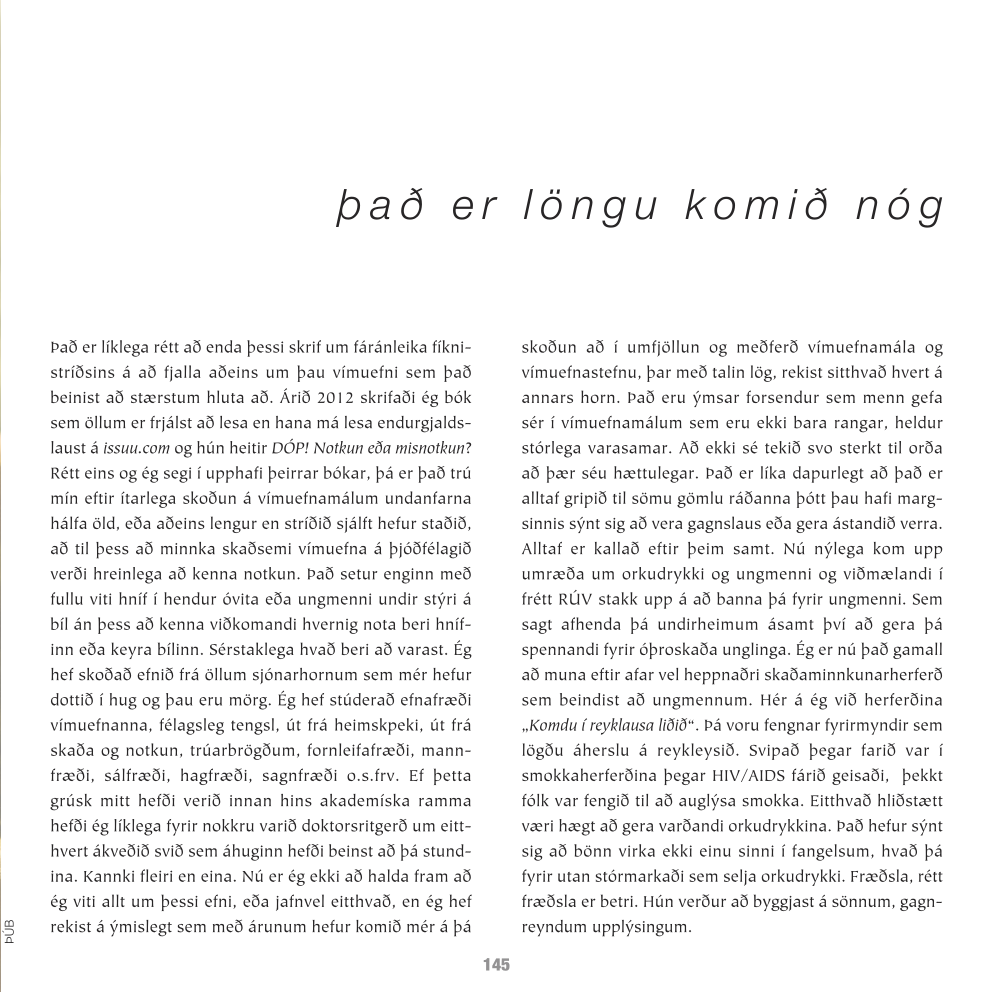 það er löngu komið nóg
Það er líklega rétt að enda þessi skrif um fáránleika fíkni-
stríðsins á að fjalla aðeins um þau vímuefni sem það
beinist að stærstum hluta að. Árið 2012 skrifaði ég bók
sem öllum er frjálst að lesa en hana má lesa endurgjalds-
laust á issuu.com og hún heitir DÓP! Notkun eða misnotkun?
Rétt eins og ég segi í upphafi þeirrar bókar, þá er það trú
mín eftir ítarlega skoðun á vímuefnamálum undanfarna
hálfa öld, eða aðeins lengur en stríðið sjálft hefur staðið,
að til þess að minnka skaðsemi vímuefna á þjóðfélagið
verði hreinlega að kenna notkun. Það setur enginn með
fullu viti hníf í hendur óvita eða ungmenni undir stýri á
bíl án þess að kenna viðkomandi hvernig nota beri hníf-
inn eða keyra bílinn. Sérstaklega hvað beri að varast. Ég
hef skoðað efnið frá öllum sjónarhornum sem mér hefur
dottið í hug og þau eru mörg. Ég hef stúderað efnafræði
vímuefnanna, félagsleg tengsl, út frá heimskpeki, út frá
skaða og notkun, trúarbrögðum, fornleifafræði, mann-
fræði, sálfræði, hagfræði, sagnfræði o.s.frv. Ef þetta
grúsk mitt hefði verið innan hins akademíska ramma
hefði ég líklega fyrir nokkru varið doktorsritgerð um eitt-
hvert ákveðið svið sem áhuginn hefði beinst að þá stund-
ina. Kannki fleiri en eina. Nú er ég ekki að halda fram að
ég viti allt um þessi efni, eða jafnvel eitthvað, en ég hef
rekist á ýmislegt sem með árunum hefur komið mér á þá
skoðun að í umfjöllun og meðferð vímuefnamála og
vímuefnastefnu, þar með talin lög, rekist sitthvað hvert á
annars horn. Það eru ýmsar forsendur sem menn gefa
sér í vímuefnamálum sem eru ekki bara rangar, heldur
stórlega varasamar. Að ekki sé tekið svo sterkt til orða
að þær séu hættulegar. Það er líka dapurlegt að það er
alltaf gripið til sömu gömlu ráðanna þótt þau hafi marg-
sinnis sýnt sig að vera gagnslaus eða gera ástandið verra.
Alltaf er kallað eftir þeim samt. Nú nýlega kom upp
umræða um orkudrykki og ungmenni og viðmælandi í
frétt RÚV stakk upp á að banna þá fyrir ungmenni. Sem
sagt afhenda þá undirheimum ásamt því að gera þá
spennandi fyrir óþroskaða unglinga. Ég er nú það gamall
að muna eftir afar vel heppnaðri skaðaminnkunarherferð
sem beindist að ungmennum. Hér á ég við herferðina
„Komdu í reyklausa liðið“. Þá voru fengnar fyrirmyndir sem
lögðu áherslu á reykleysið. Svipað þegar farið var í
smokkaherferðina þegar HIV/AIDS fárið geisaði, þekkt
fólk var fengið til að auglýsa smokka. Eitthvað hliðstætt
væri hægt að gera varðandi orkudrykkina. Það hefur sýnt
sig að bönn virka ekki einu sinni í fangelsum, hvað þá
fyrir utan stórmarkaði sem selja orkudrykki. Fræðsla, rétt
fræðsla er betri. Hún verður að byggjast á sönnum, gagn-
reyndum upplýsingum.
ÞÚB
145